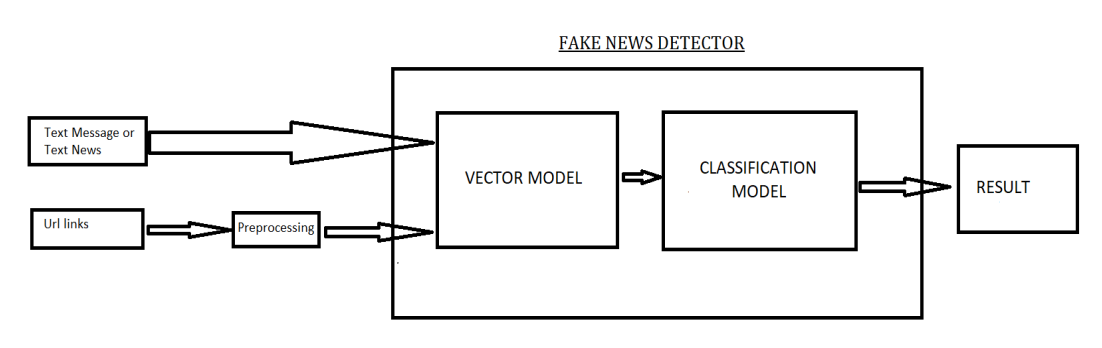 FAKE NEWS DETECTOR
Text Message or
Text News
VECTOR MODEL
CLASSIFICATION
MODEL
RESULT
Url links
Preprocessing